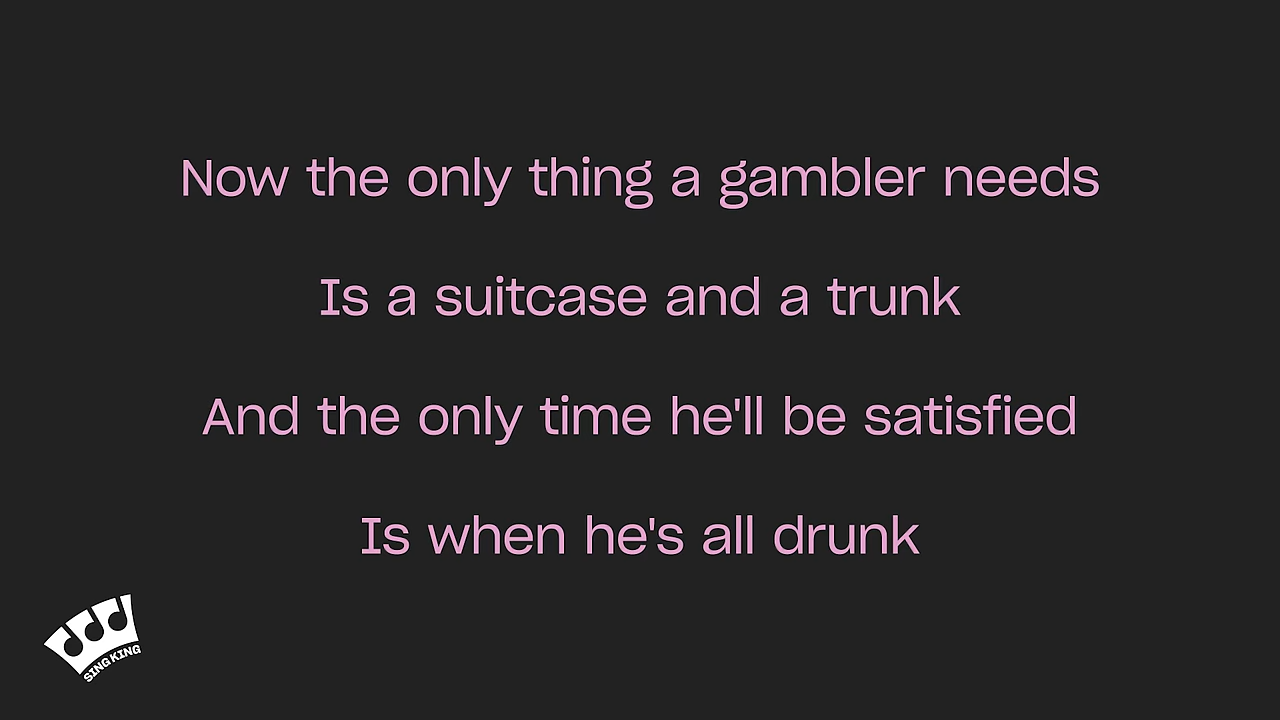 Now the only thing a gambler needs
Is a suitcase and a trunk
And the only time he'll be satisfied
Is when he's all drunk
SING KING